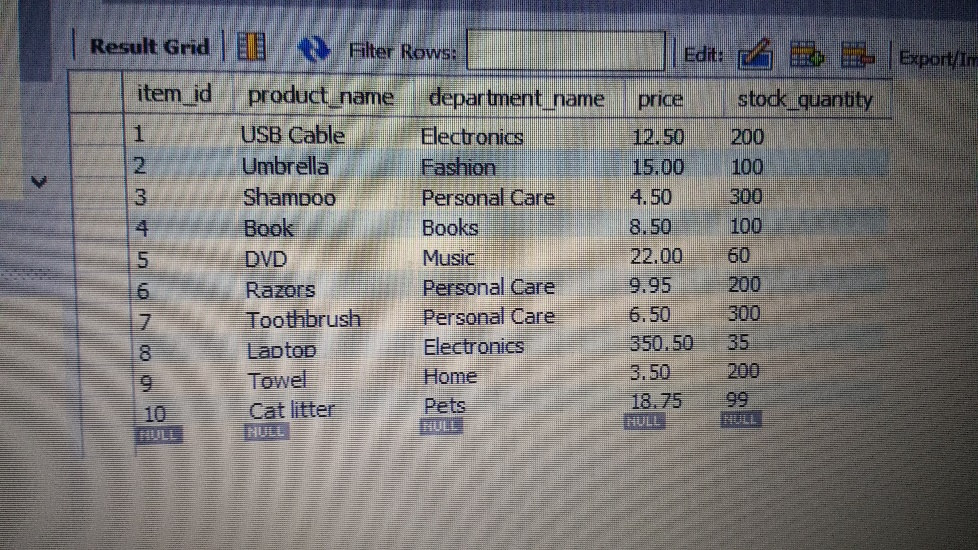 Result Grid Filter Rows: Edit: Export/Im
item_id product_name department_name price stock_quantity
1 USB Cable Electronics 12.50 200
2 Umbrella Fashion 15.00 100
3 Shampoo Personal Care 4.50 300
4 Book Books 8.50 100
5 DVD Music 22.00 60
6 Razors Personal Care 9.95 200
7 Toothbrush Personal Care 6.50 300
8 Laptop Electronics 350.50 35
9 Towel Home 3.50 200
10 Cat litter Pets 18.75 99
NULL NULL NULL NULL NULL